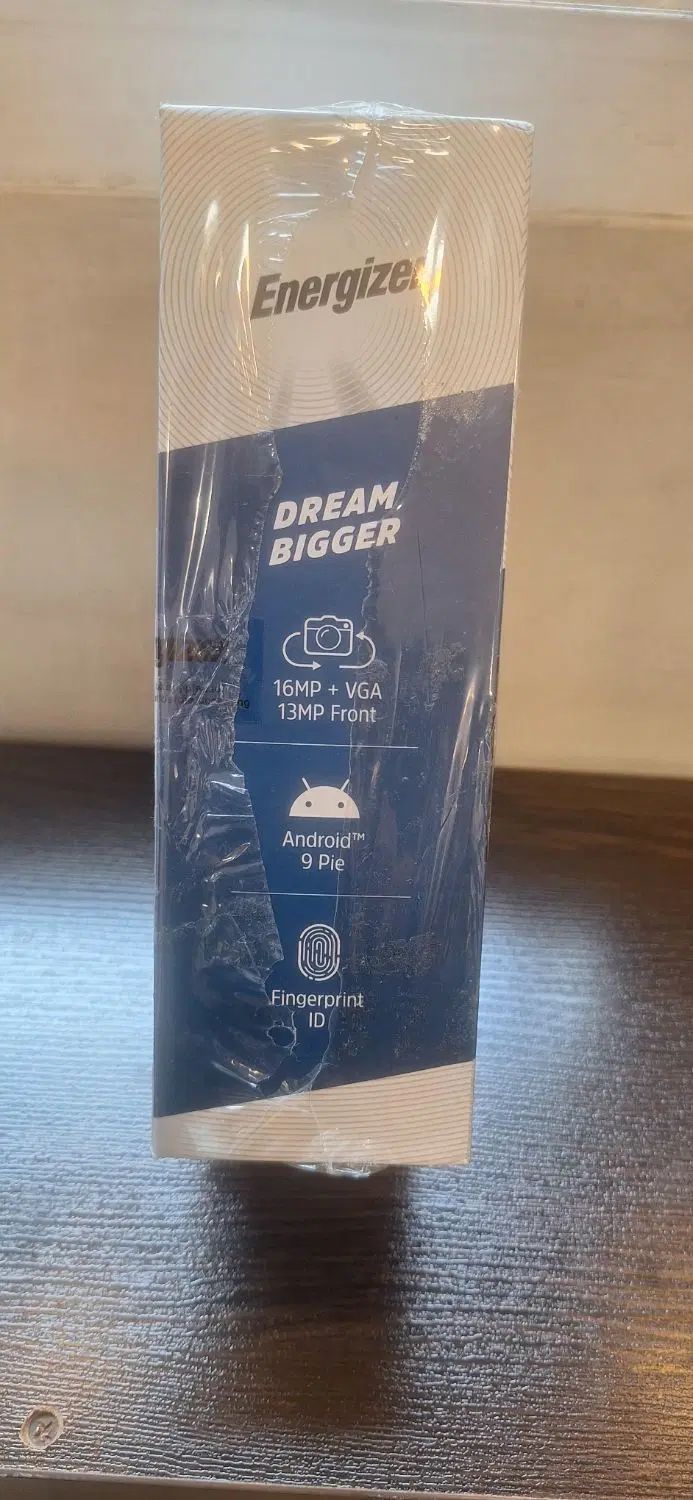 Energizer
DREAM
BIGGER
16MP + VGA
13MP Front
Android™
9 Pie
Fingerprint
ID